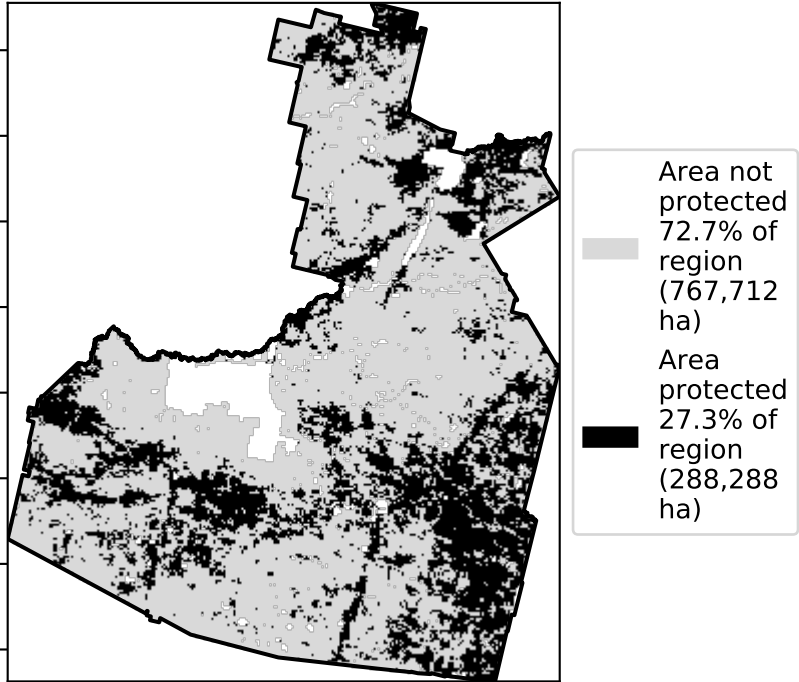 Area not
protected
72.7% of
region
(767,712
ha)
Area
protected
27.3% of
region
(288,288
ha)